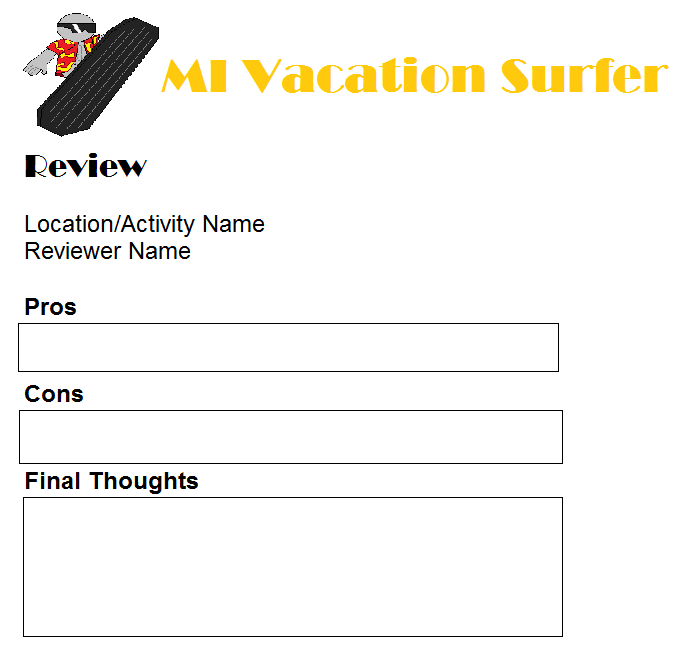 MI Vacation Surfer
Review
Location/Activity Name
Reviewer Name
Pros
Cons
Final Thoughts